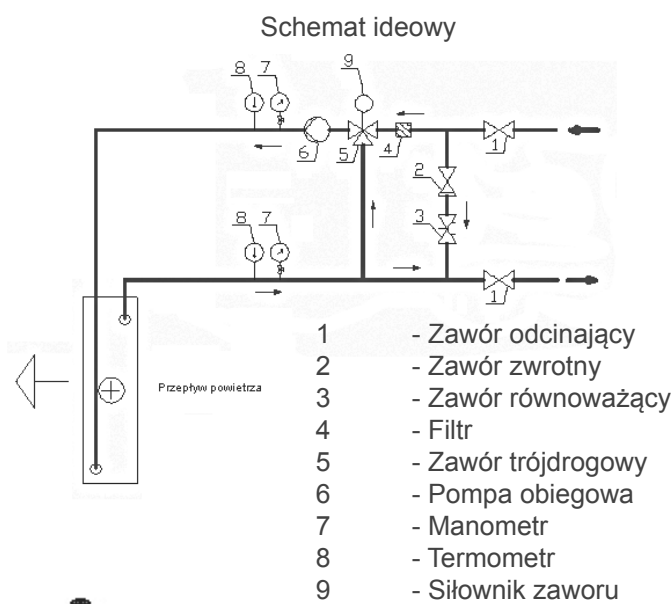 Schemat ideowy
8 7 9
6 5 4 1
2
3
8 7
1
Przepływ powietrza
1 - Zawór odcinający
2 - Zawór zwrotny
3 - Zawór równoważący
4 - Filtr
5 - Zawór trójdrogowy
6 - Pompa obiegowa
7 - Manometr
8 - Termometr
9 - Siłownik zaworu